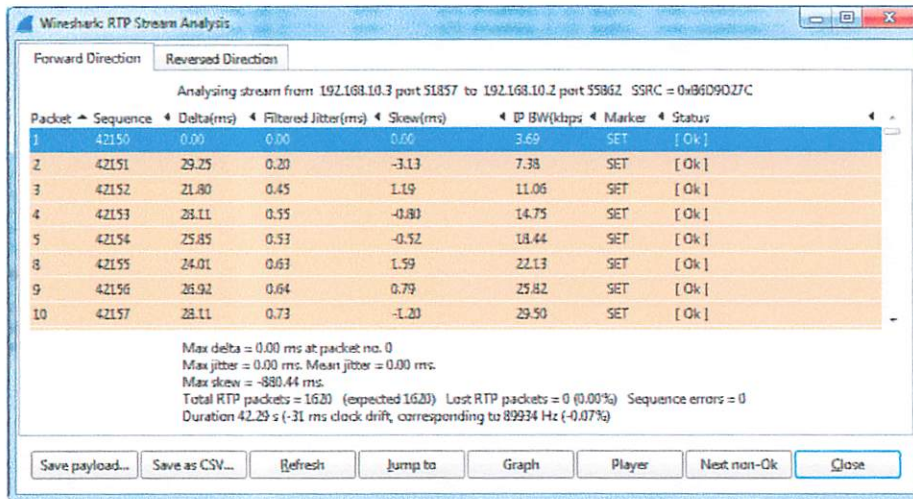 Wireshark: RTP Stream Analysis
Forward Direction Reversed Direction
Analysing stream from 192.168.10.3 port 51857 to 192.168.10.2 port 55862 SSRC = 0xB6D9D27C
Packet Sequence Delta(ms) Filtered Jitter(ms) Skew(ms) IP BW(kbps Marker Status
1 42150 0.00 0.00 0.00 3.69 SET [ Ok ]
2 42151 29.25 0.20 -3.13 7.38 SET [ Ok ]
3 42152 21.80 0.45 1.19 11.06 SET [ Ok ]
4 42153 28.11 0.55 -0.80 14.75 SET [ Ok ]
5 42154 25.85 0.53 -0.52 18.44 SET [ Ok ]
8 42155 24.01 0.63 1.59 22.13 SET [ Ok ]
9 42156 26.92 0.64 0.79 25.82 SET [ Ok ]
10 42157 28.11 0.73 -1.20 29.50 SET [ Ok ]
Max delta = 0.00 ms at packet no. 0
Max jitter = 0.00 ms. Mean jitter = 0.00 ms.
Max skew = -880.44 ms.
Total RTP packets = 1620 (expected 1620) Lost RTP packets = 0 (0.00%) Sequence errors = 0
Duration 42.29 s (-31 ms clock drift, corresponding to 89934 Hz (-0.07%)
Save payload... Save as CSV... Refresh Jump to Graph Player Next non-Ok Close